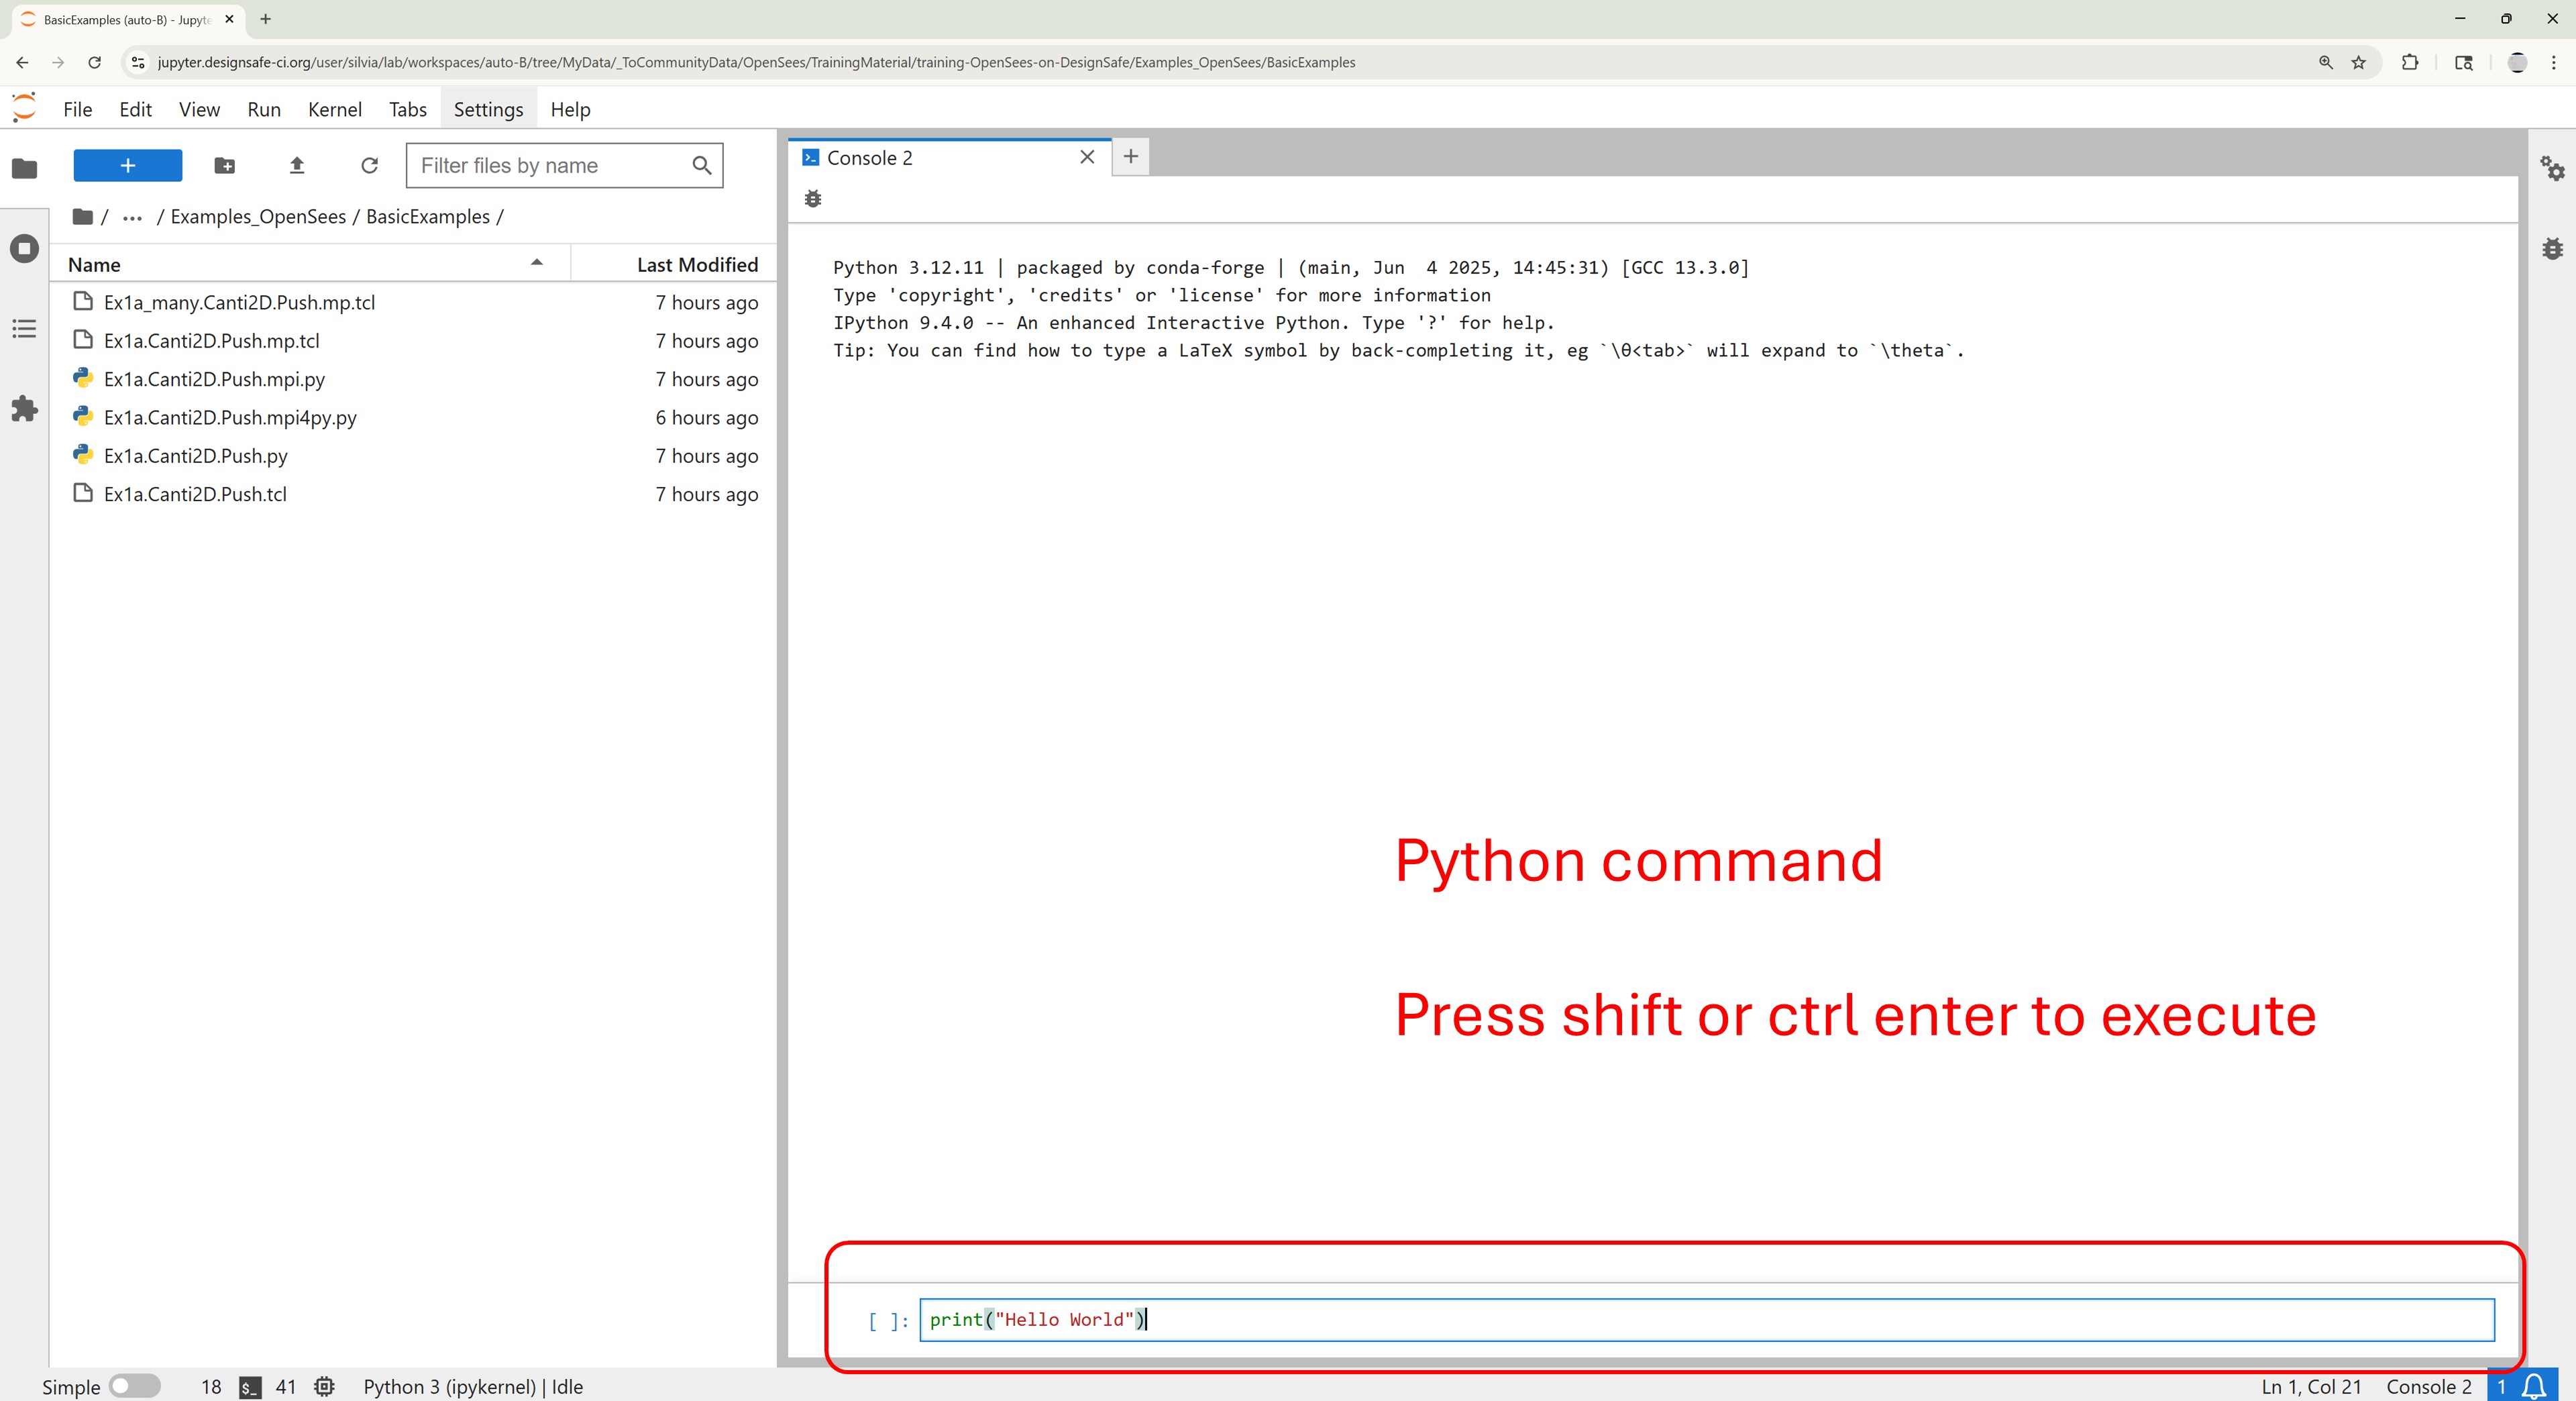 BasicExamples (auto-B) - Jupyte
jupyter.designsafe-ci.org/user/silvia/lab/workspaces/auto-B/tree/MyData/_ToCommunityData/OpenSees/TrainingMaterial/training-OpenSees-on-DesignSafe/Examples_OpenSees/BasicExamples
File Edit View Run Kernel Tabs Settings Help
+
Filter files by name
Console 2
/ ... / Examples_OpenSees / BasicExamples /
Name Last Modified
Ex1a_many.Canti2D.Push.mp.tcl 7 hours ago
Ex1a.Canti2D.Push.mp.tcl 7 hours ago
Ex1a.Canti2D.Push.mpi.py 7 hours ago
Ex1a.Canti2D.Push.mpi4py.py 6 hours ago
Ex1a.Canti2D.Push.py 7 hours ago
Ex1a.Canti2D.Push.tcl 7 hours ago
Python 3.12.11 | packaged by conda-forge | (main, Jun  4 2025, 14:45:31) [GCC 13.3.0]
Type 'copyright', 'credits' or 'license' for more information
IPython 9.4.0 -- An enhanced Interactive Python. Type '?' for help.
Tip: You can find how to type a LaTeX symbol by back-completing it, eg `\θ<tab>` will expand to `\theta`.
Python command
Press shift or ctrl enter to execute
[ ]: print("Hello World")
Simple 18 $_ 41 Python 3 (ipykernel) | Idle Ln 1, Col 21 Console 2 1